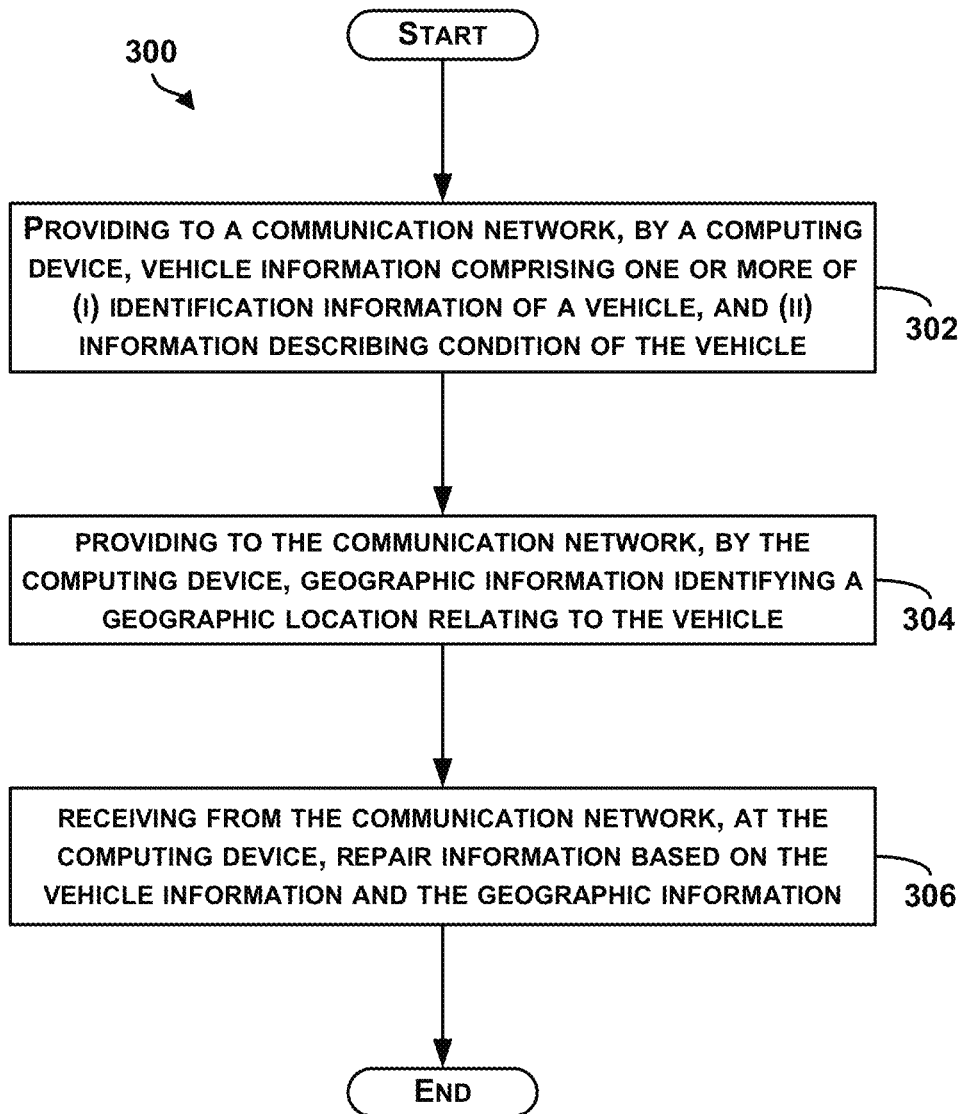 START
300
PROVIDING TO A COMMUNICATION NETWORK, BY A COMPUTING
DEVICE, VEHICLE INFORMATION COMPRISING ONE OR MORE OF
(I) IDENTIFICATION INFORMATION OF A VEHICLE, AND (II)
INFORMATION DESCRIBING CONDITION OF THE VEHICLE
302
PROVIDING TO THE COMMUNICATION NETWORK, BY THE
COMPUTING DEVICE, GEOGRAPHIC INFORMATION IDENTIFYING A
GEOGRAPHIC LOCATION RELATING TO THE VEHICLE
304
RECEIVING FROM THE COMMUNICATION NETWORK, AT THE
COMPUTING DEVICE, REPAIR INFORMATION BASED ON THE
VEHICLE INFORMATION AND THE GEOGRAPHIC INFORMATION
306
END